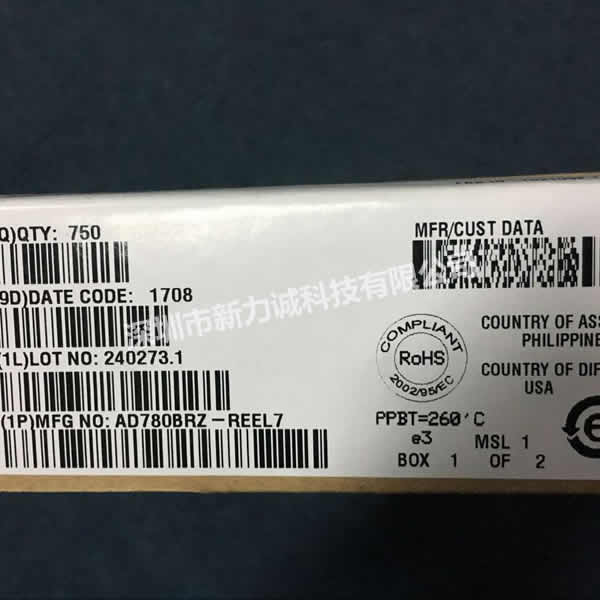 Q)QTY: 750
MFR/CUST DATA
9D)DATE CODE: 1708
深圳市新力诚科技有限公司
(1L)LOT NO: 240273.1
COMPLIANT
RoHS
2002/95/EC
COUNTRY OF ASS
PHILIPPINE
COUNTRY OF DIF
USA
(1P)MFG NO: AD780BRZ-REEL7
PPBT=260'C
e3 MSL 1
BOX 1 OF 2
e